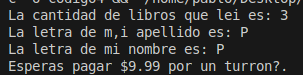 La cantidad de libros que lei es: 3
La letra de m,i apellido es: P
La letra de mi nombre es: P
Esperas pagar $9.99 por un turron?.